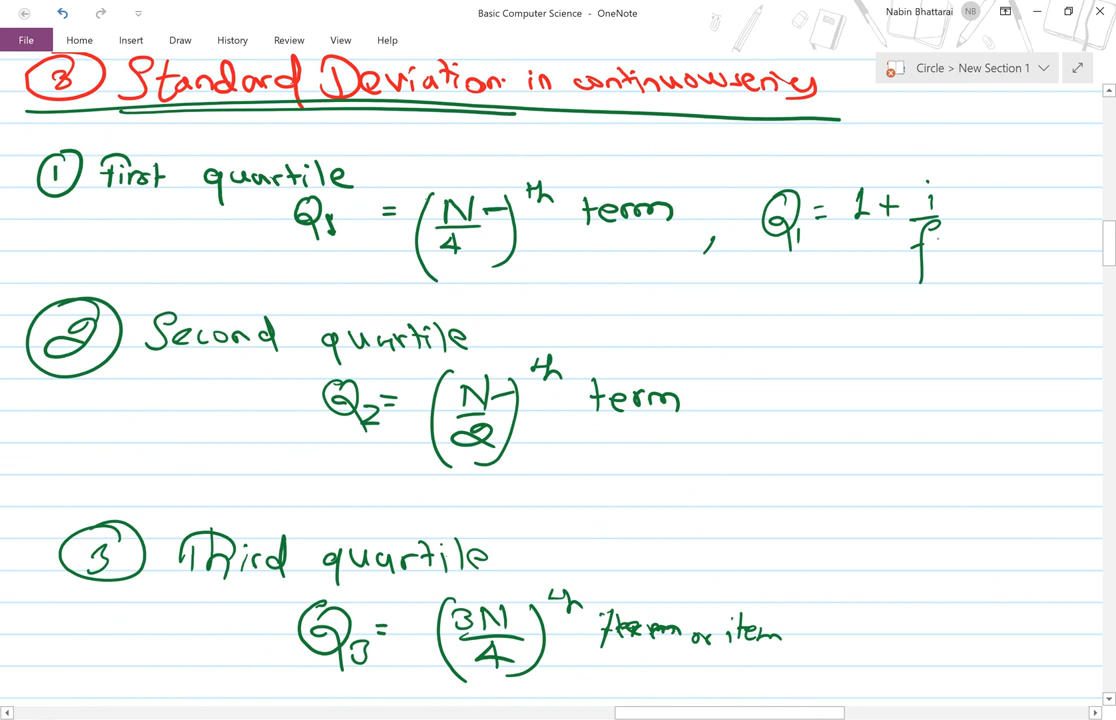 Basic Computer Science - OneNote
Nabin Bhattarai NB
File Home Insert Draw History Review View Help
Circle > New Section 1
③ Standard Deviation in continuous series
① First quartile
Q₁ = (N/4)th term, Q₁ = l + i/f
② Second quartile
Q₂ = (N/2)th term
③ Third quartile
Q₃ = (3N/4)th term or item